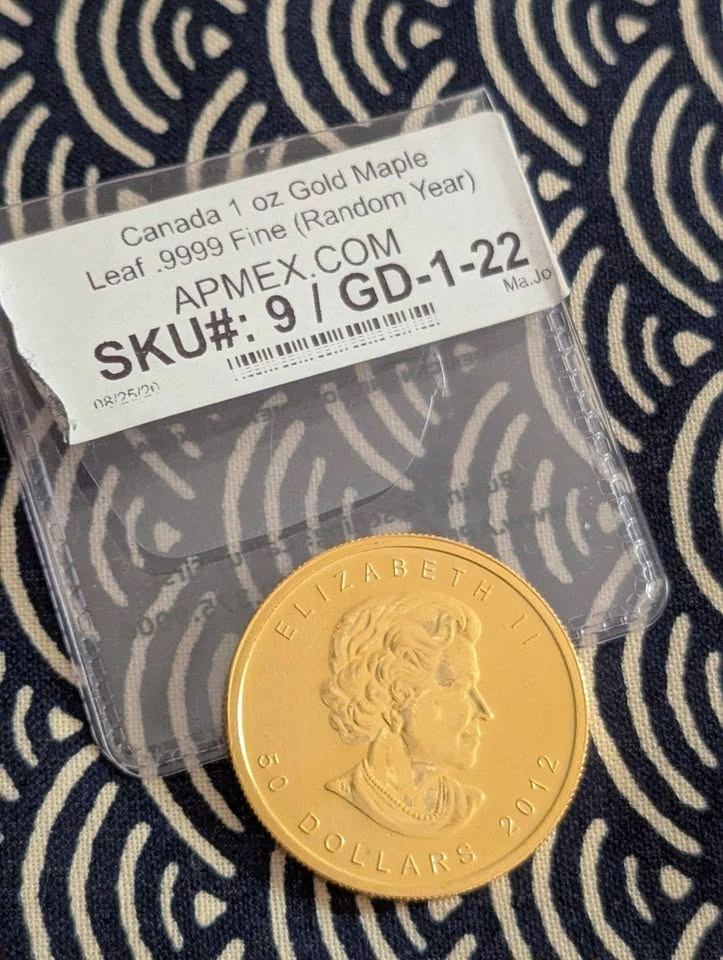 Canada 1 oz Gold Maple
Leaf .9999 Fine (Random Year)
APMEX.COM
SKU#: 9 / GD-1-22
Ma.Jo
08/25/20
ELIZABETH II
50 DOLLARS 2012